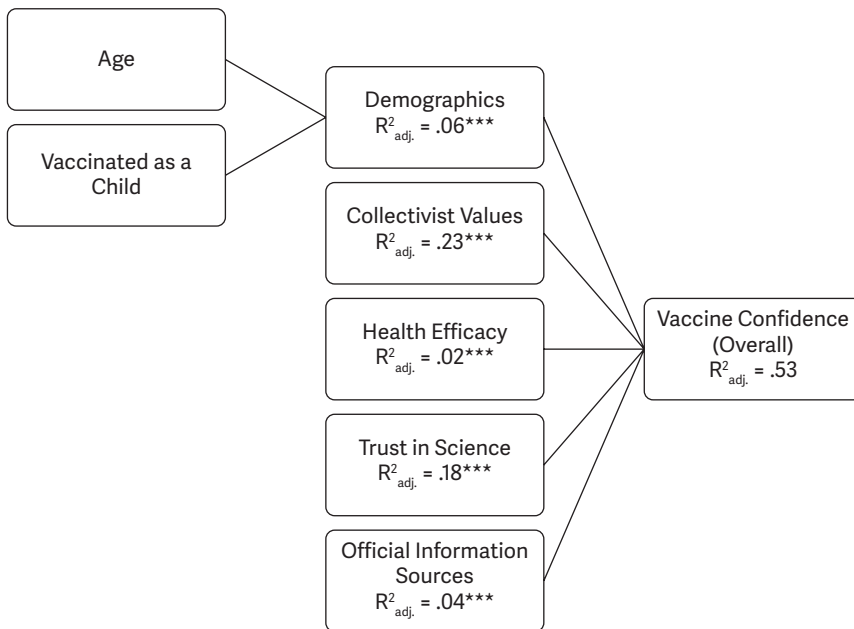 Age
Vaccinated as a
Child
Demographics
R²adj. = .06***
Collectivist Values
R²adj. = .23***
Health Efficacy
R²adj. = .02***
Trust in Science
R²adj. = .18***
Official Information
Sources
R²adj. = .04***
Vaccine Confidence
(Overall)
R²adj. = .53